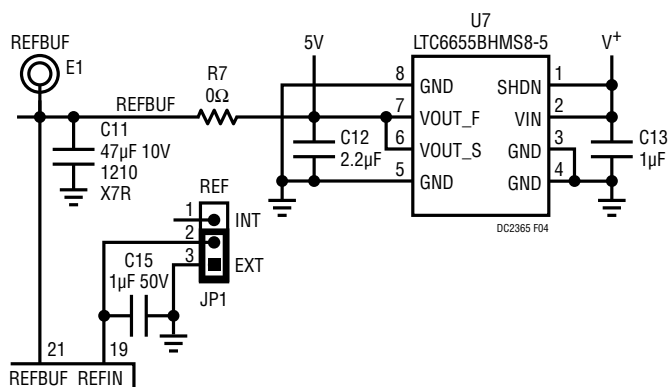 REFBUF
E1
5V
U7
LTC6655BHMS8-5
V+
R7
0Ω
REFBUF
8
GND
SHDN
1
7
VOUT_F
VIN
2
6
VOUT_S
GND
3
5
GND
GND
4
C11
47µF 10V
1210
X7R
C12
2.2µF
C13
1µF
DC2365 F04
REF
1
INT
2
3
EXT
JP1
C15
1µF 50V
21
19
REFBUF
REFIN